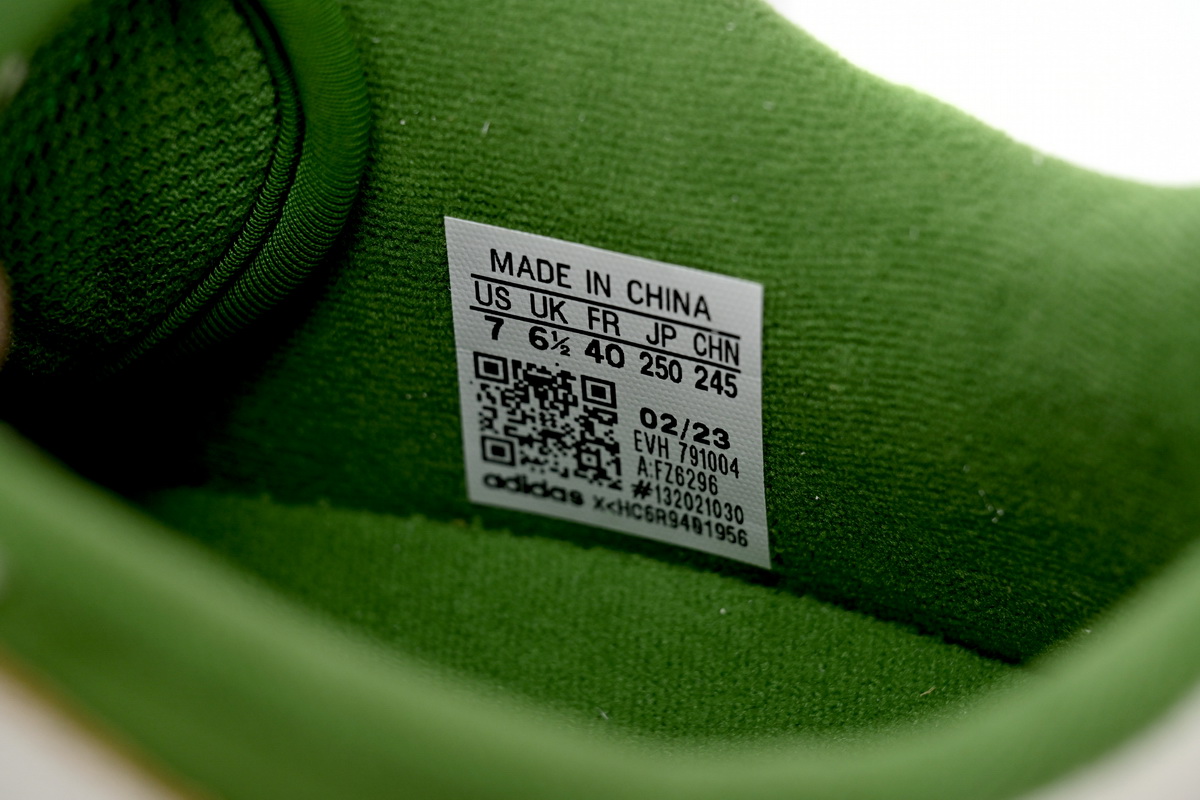 MADE IN CHINA
US UK FR JP CHN
7 6½ 40 250 245
02/23
EVH 791004
A:FZ6296
#132021030
adidas X<HC6R9401956